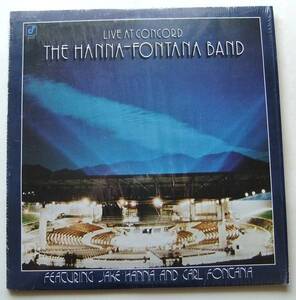 LIVE AT CONCORD
THE HANNA-FONTANA BAND
FEATURING JAKE HANNA AND CARL FONTANA